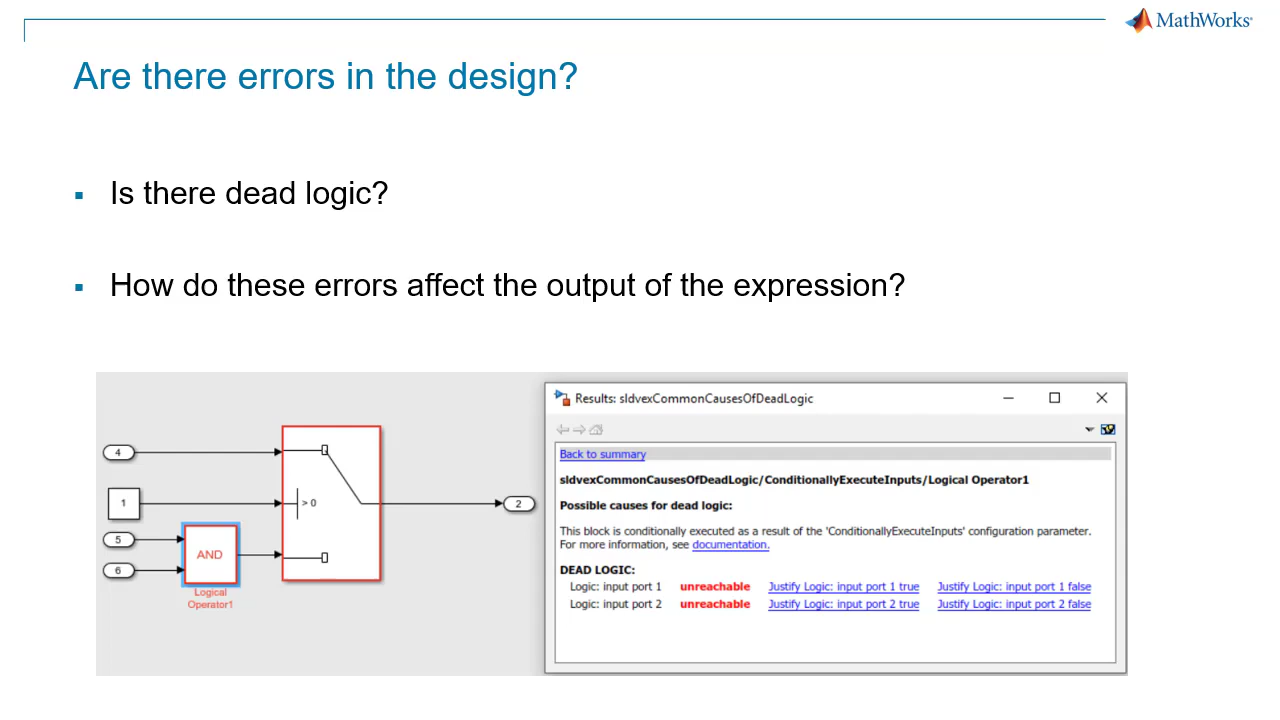 MathWorks®
Are there errors in the design?
Is there dead logic?
How do these errors affect the output of the expression?
4
1
5
6
> 0
AND
Logical
Operator1
2
Results: sldvexCommonCausesOfDeadLogic
Back to summary
sldvexCommonCausesOfDeadLogic/ConditionallyExecuteInputs/Logical Operator1
Possible causes for dead logic:
This block is conditionally executed as a result of the 'ConditionallyExecuteInputs' configuration parameter.
For more information, see documentation.
DEAD LOGIC:
Logic: input port 1 unreachable Justify Logic: input port 1 true Justify Logic: input port 1 false
Logic: input port 2 unreachable Justify Logic: input port 2 true Justify Logic: input port 2 false